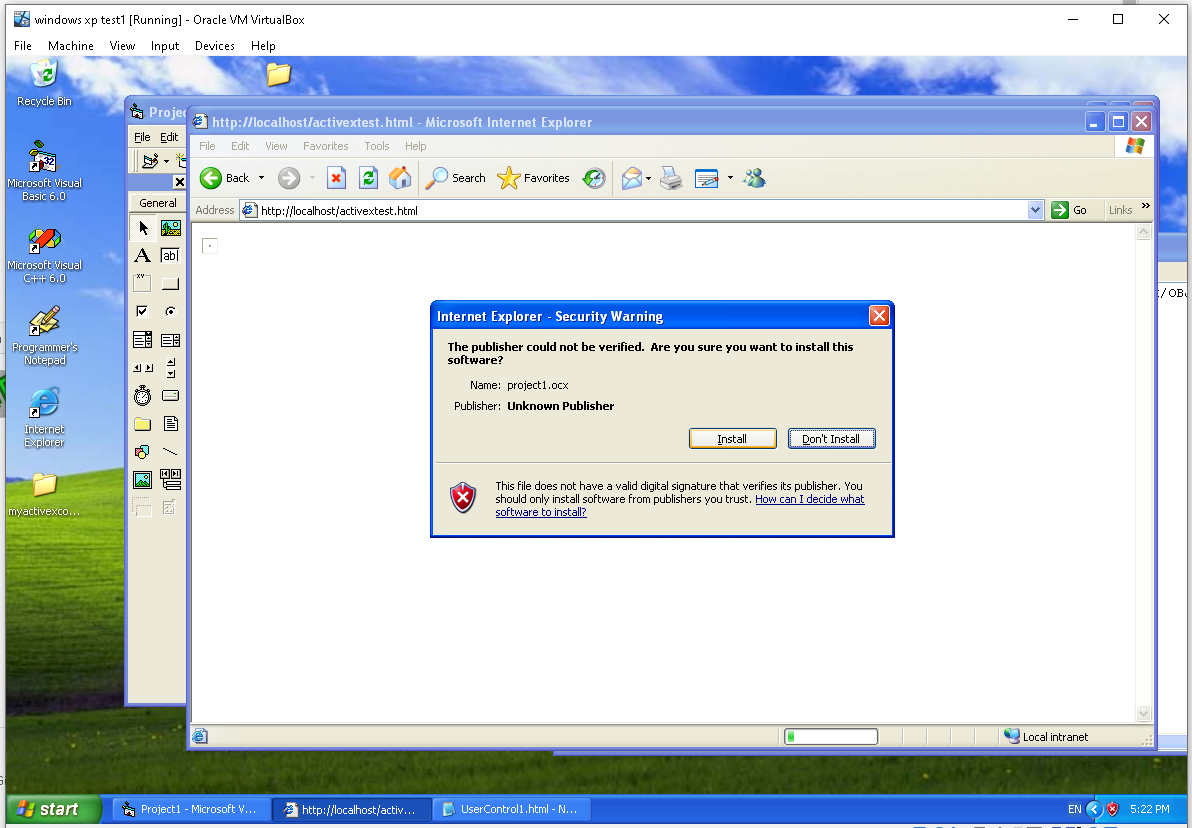 windows xp test1 [Running] - Oracle VM VirtualBox
File Machine View Input Devices Help
Recycle Bin
Microsoft Visual
Basic 6.0
Microsoft Visual
C++ 6.0
Programmer's
Notepad
Internet
Explorer
myactivexco...
Projec
File Edit
General
A
ab|
xy
http://localhost/activextest.html - Microsoft Internet Explorer
File Edit View Favorites Tools Help
Back Search Favorites
Address http://localhost/activextest.html Go Links »
Internet Explorer - Security Warning
The publisher could not be verified. Are you sure you want to install this
software?
Name: project1.ocx
Publisher: Unknown Publisher
Install Don't Install
This file does not have a valid digital signature that verifies its publisher. You
should only install software from publishers you trust. How can I decide what
software to install?
Local intranet
start Project1 - Microsoft V... http://localhost/activ... UserControl1.html - N... EN 5:22 PM